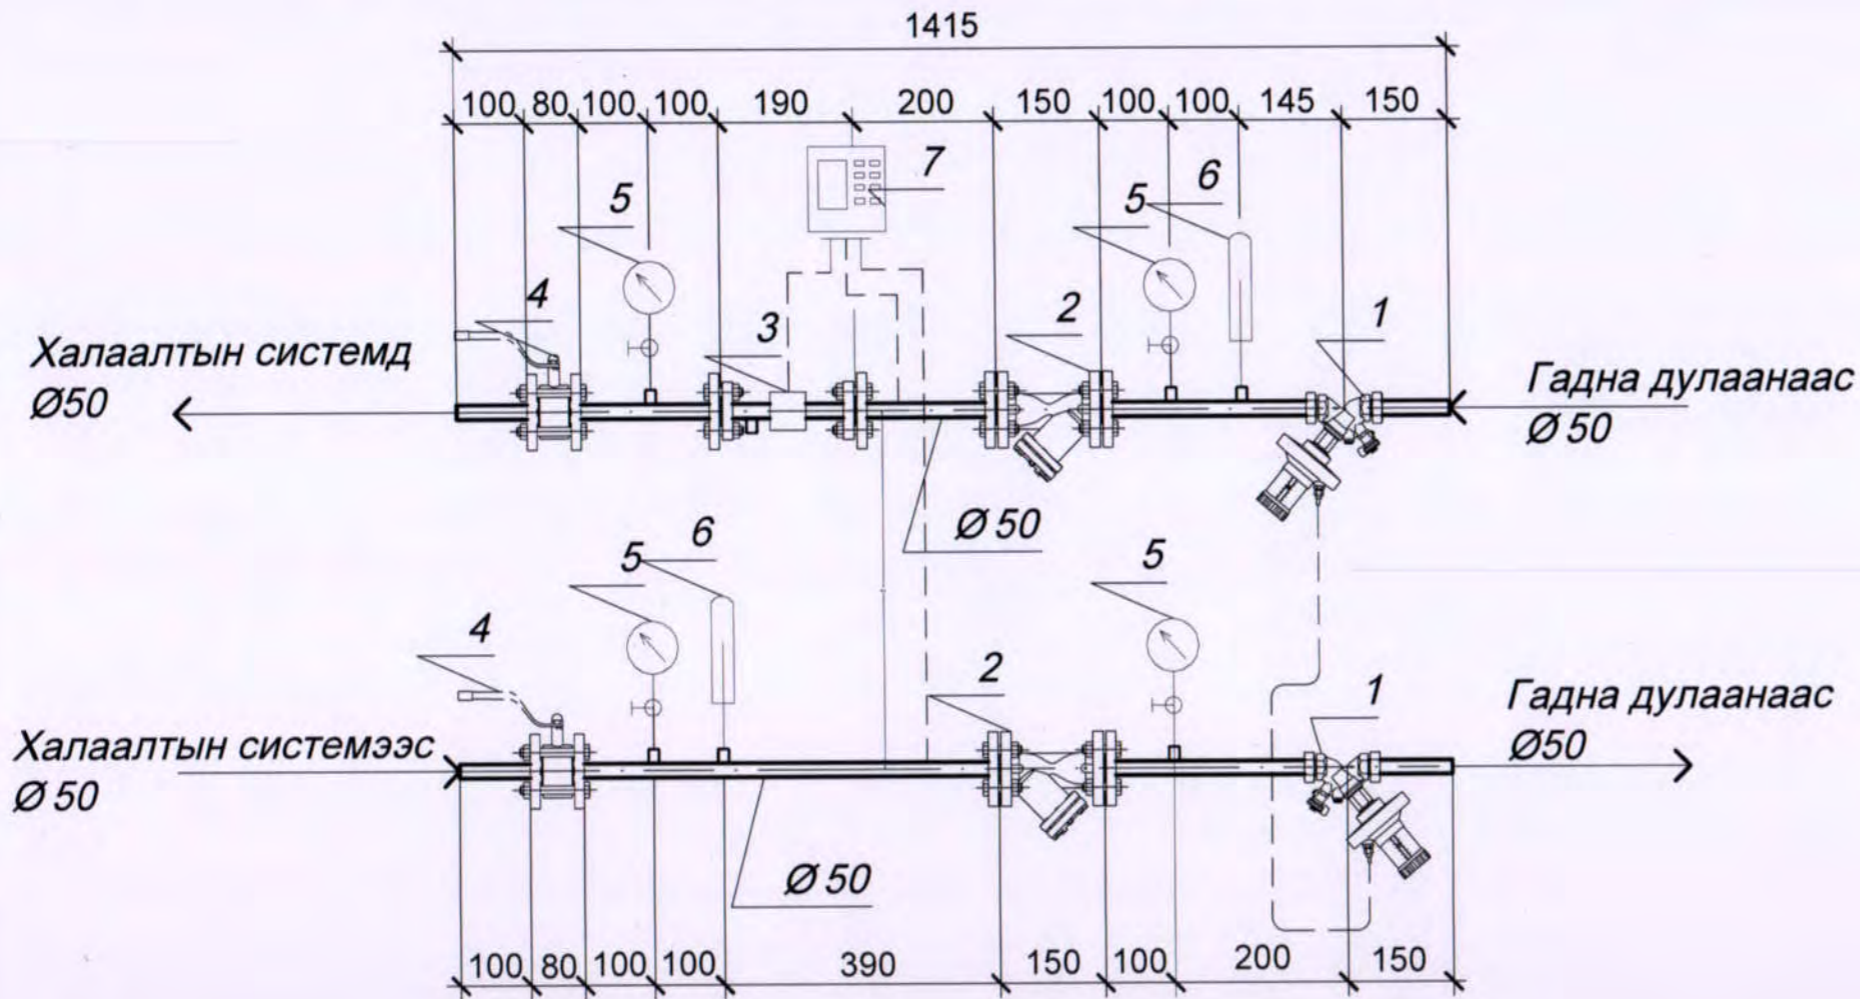 1415
100 80 100 100 190 200 150 100 100 145 150
7
5
5
6
4
3
2
1
Халаалтын системд
Ø50
Гадна дулаанаас
Ø 50
Ø 50
5
6
5
4
2
1
Халаалтын системээс
Ø 50
Гадна дулаанаас
Ø50
Ø 50
100 80 100 100 390 150 100 200 150